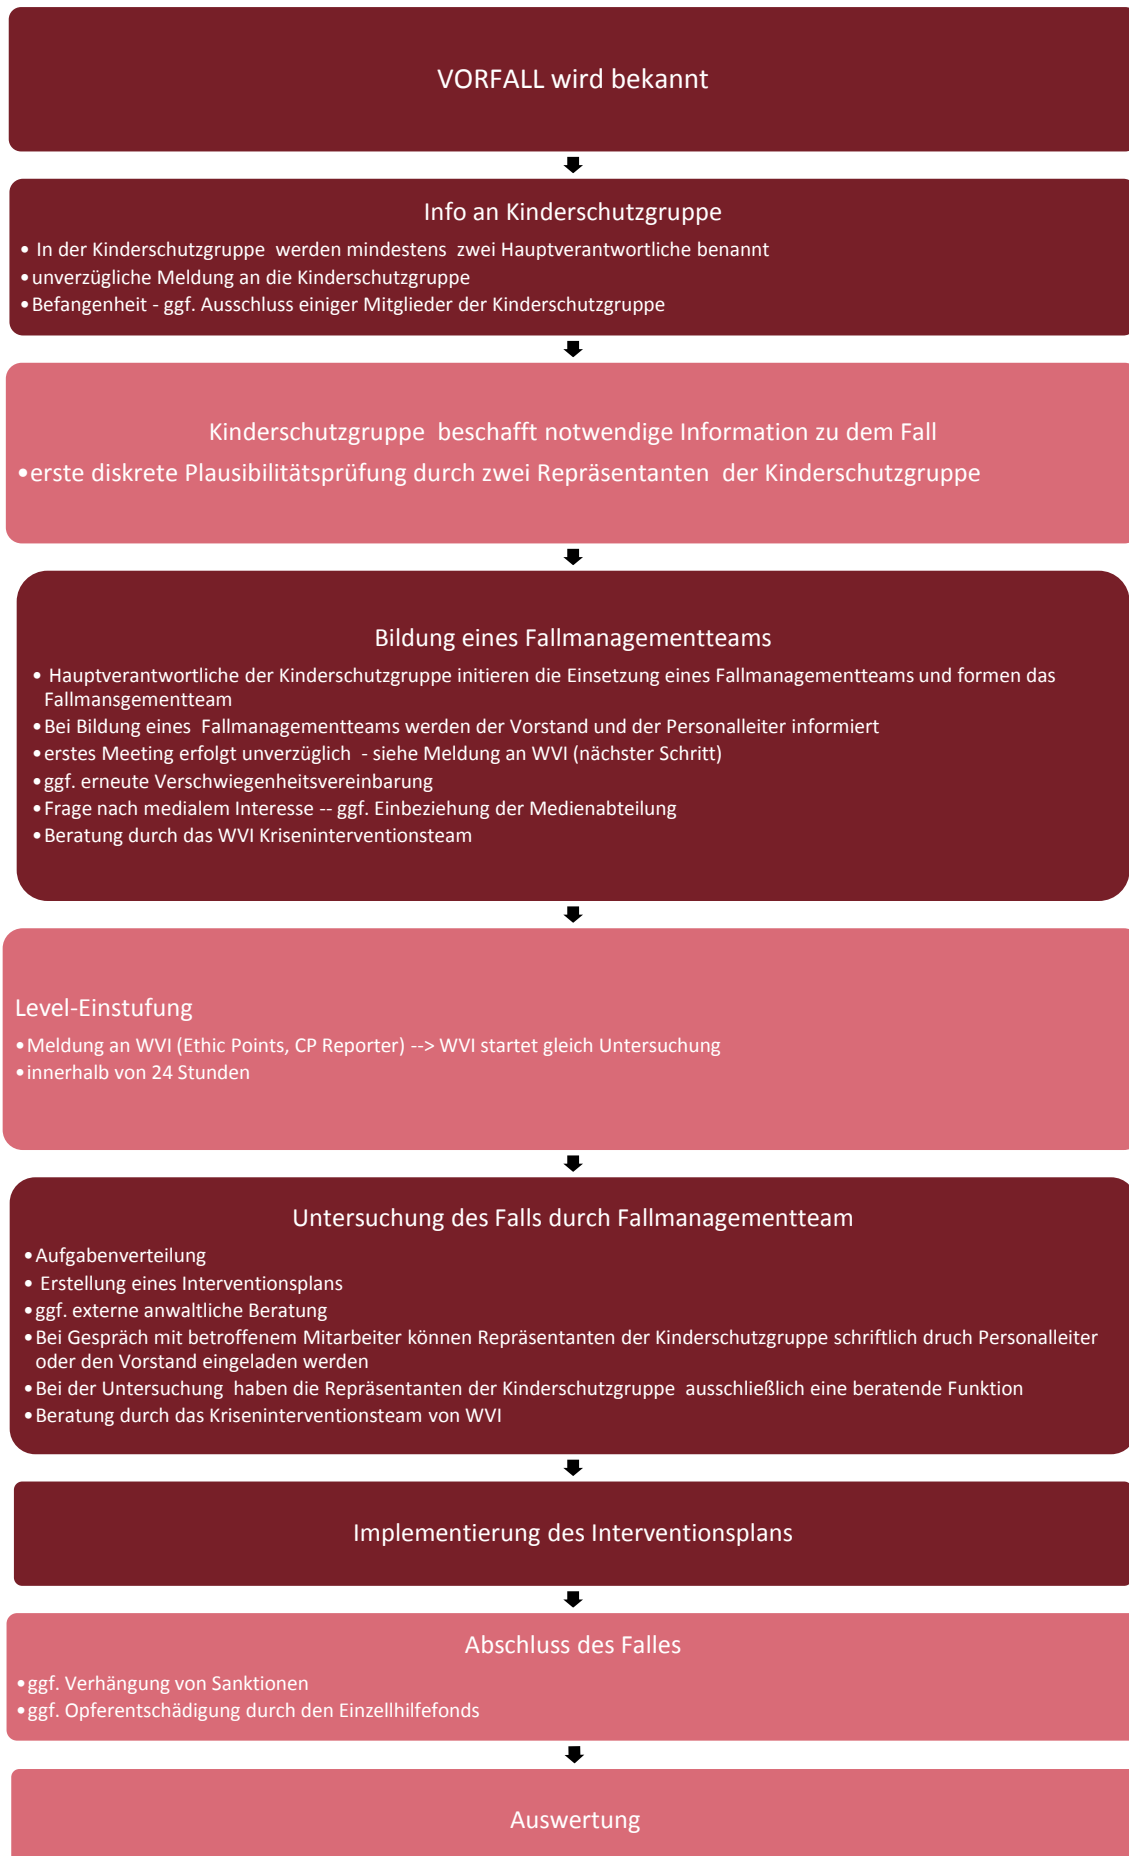 VORFALL wird bekannt
Info an Kinderschutzgruppe
• In der Kinderschutzgruppe werden mindestens zwei Hauptverantwortliche benannt
• unverzügliche Meldung an die Kinderschutzgruppe
• Befangenheit - ggf. Ausschluss einiger Mitglieder der Kinderschutzgruppe
Kinderschutzgruppe beschafft notwendige Information zu dem Fall
• erste diskrete Plausibilitätsprüfung durch zwei Repräsentanten der Kinderschutzgruppe
Bildung eines Fallmanagementteams
• Hauptverantwortliche der Kinderschutzgruppe initieren die Einsetzung eines Fallmanagementteams und formen das
Fallmansgementteam
• Bei Bildung eines Fallmanagementteams werden der Vorstand und der Personalleiter informiert
• erstes Meeting erfolgt unverzüglich - siehe Meldung an WVI (nächster Schritt)
• ggf. erneute Verschwiegenheitsvereinbarung
• Frage nach medialem Interesse -- ggf. Einbeziehung der Medienabteilung
• Beratung durch das WVI Kriseninterventionsteam
Level-Einstufung
• Meldung an WVI (Ethic Points, CP Reporter) --> WVI startet gleich Untersuchung
• innerhalb von 24 Stunden
Untersuchung des Falls durch Fallmanagementteam
• Aufgabenverteilung
• Erstellung eines Interventionsplans
• ggf. externe anwaltliche Beratung
• Bei Gespräch mit betroffenem Mitarbeiter können Repräsentanten der Kinderschutzgruppe schriftlich druch Personalleiter
oder den Vorstand eingeladen werden
• Bei der Untersuchung haben die Repräsentanten der Kinderschutzgruppe ausschließlich eine beratende Funktion
• Beratung durch das Kriseninterventionsteam von WVI
Implementierung des Interventionsplans
Abschluss des Falles
• ggf. Verhängung von Sanktionen
• ggf. Opferentschädigung durch den Einzellhilfefonds
Auswertung